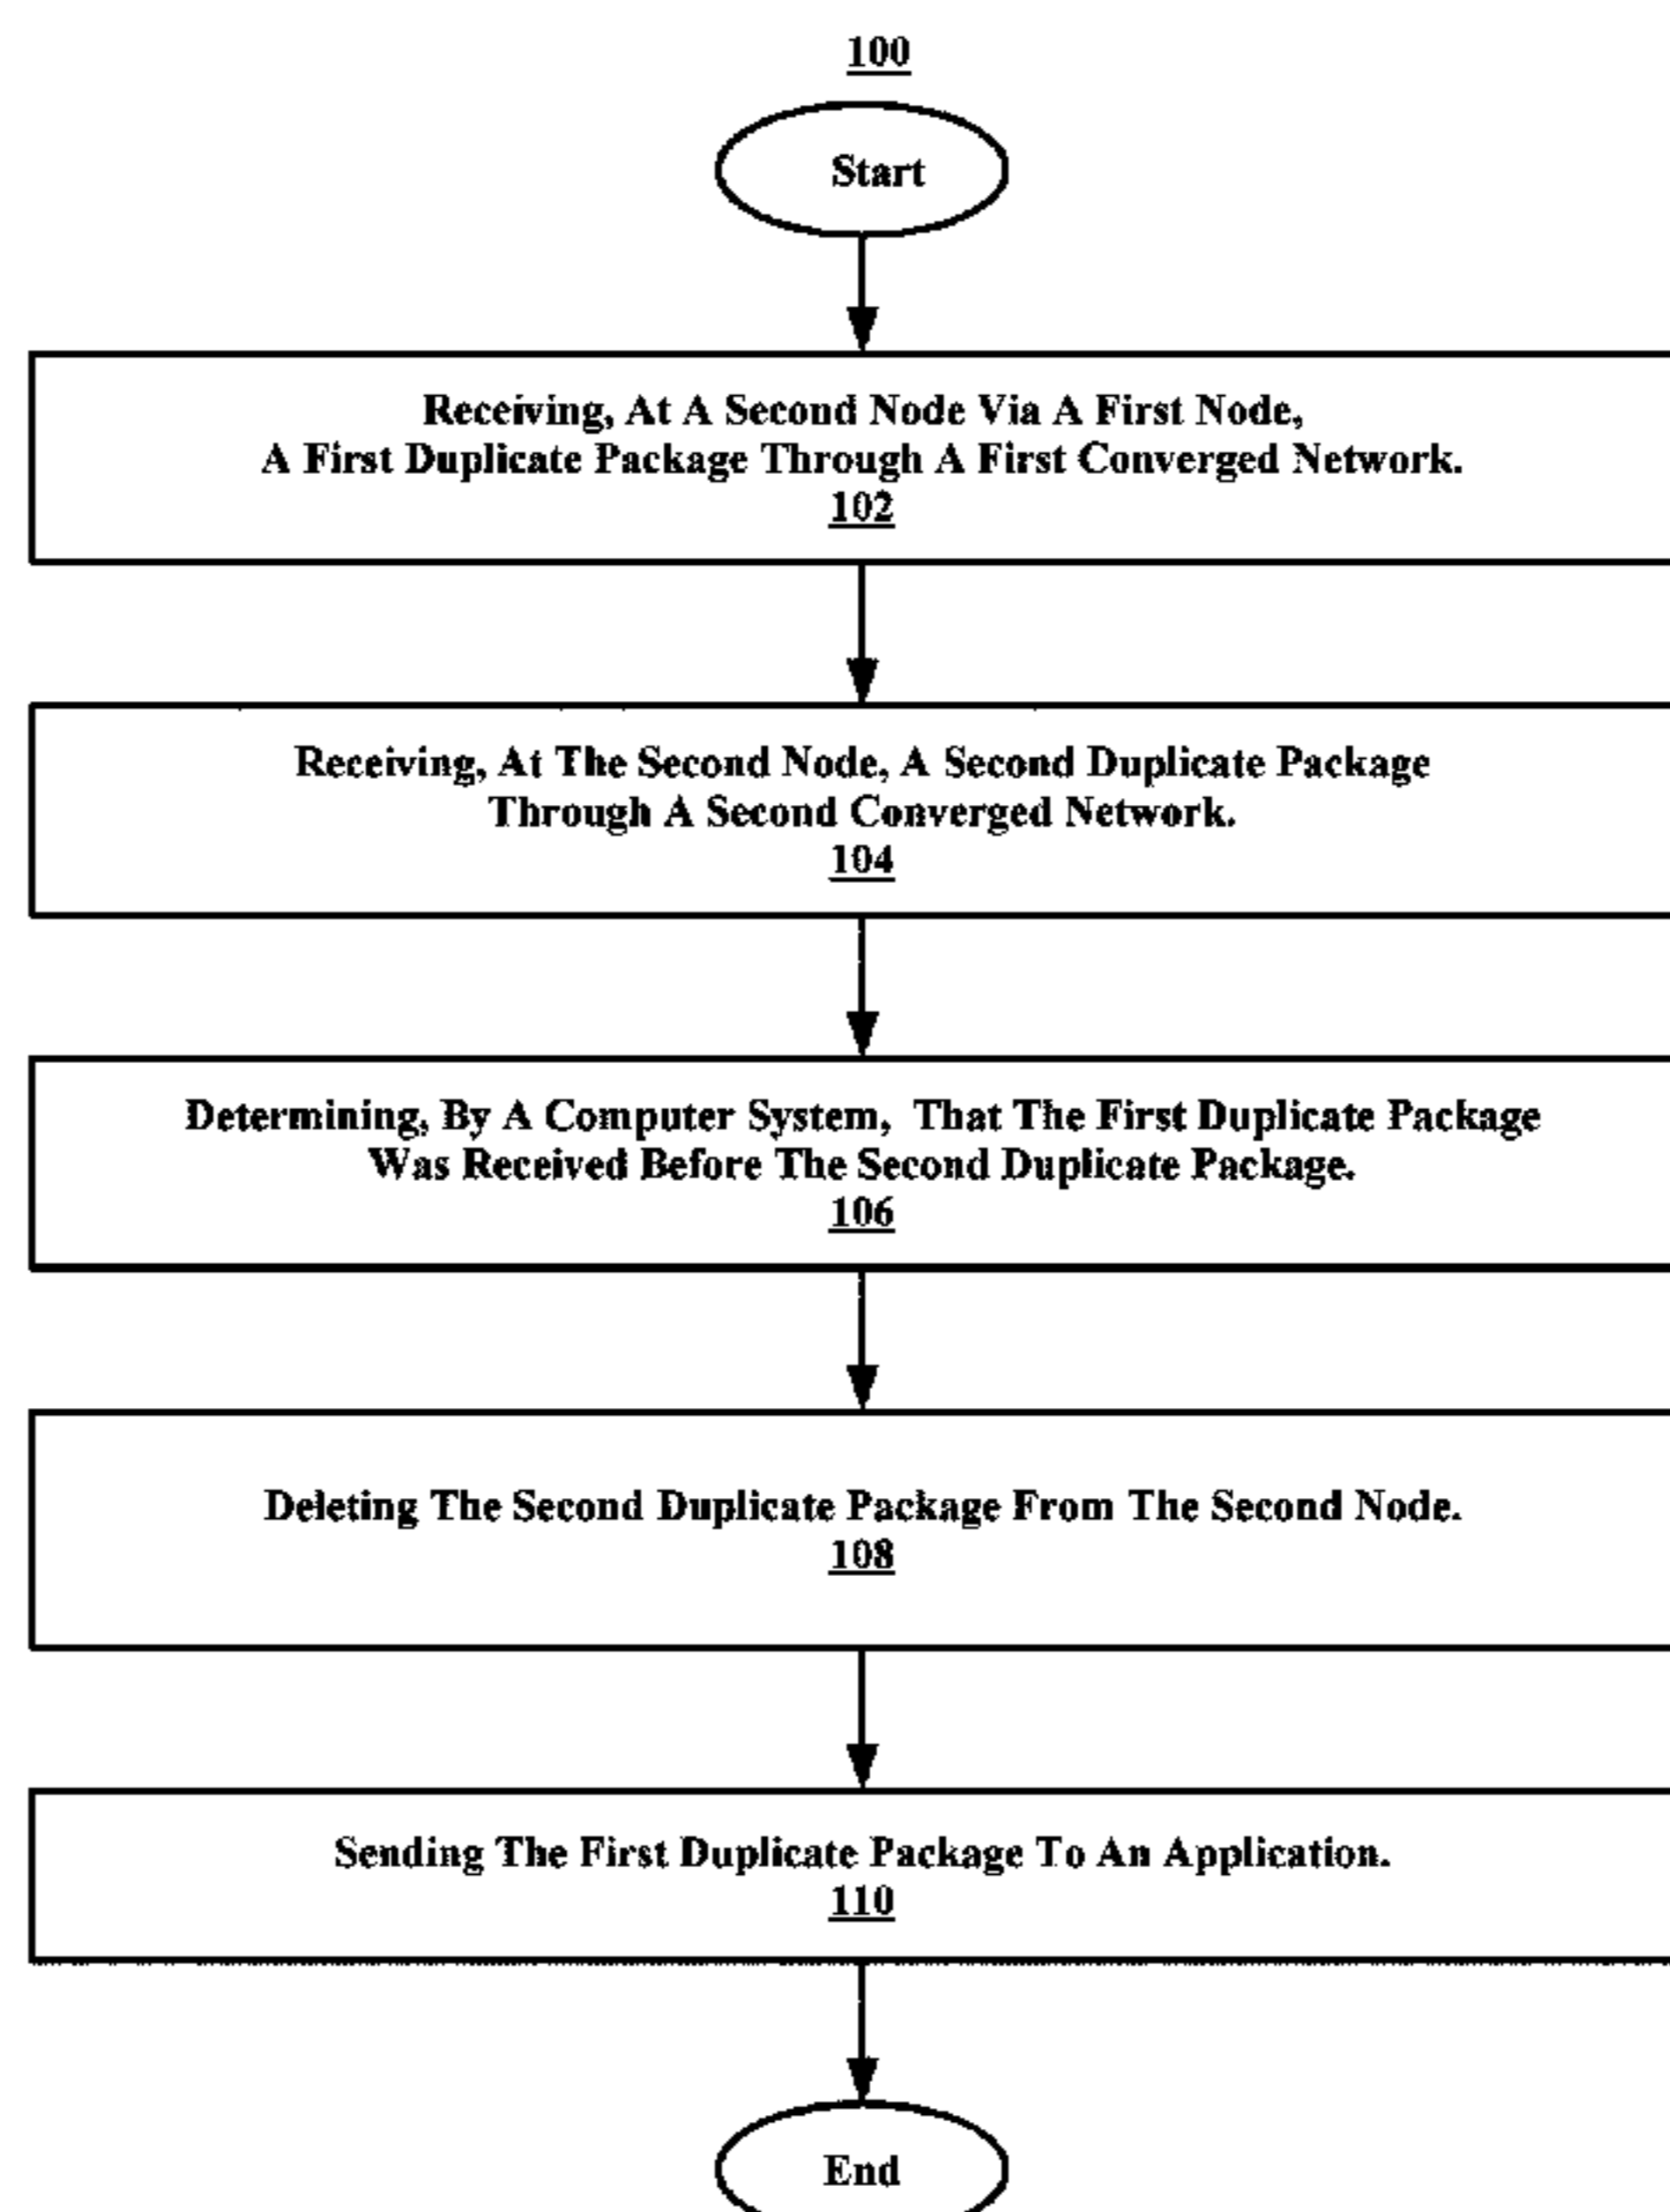 100
Start
Receiving, At A Second Node Via A First Node,
A First Duplicate Package Through A First Converged Network.
102
Receiving, At The Second Node, A Second Duplicate Package
Through A Second Converged Network.
104
Determining, By A Computer System, That The First Duplicate Package
Was Received Before The Second Duplicate Package.
106
Deleting The Second Duplicate Package From The Second Node.
108
Sending The First Duplicate Package To An Application.
110
End